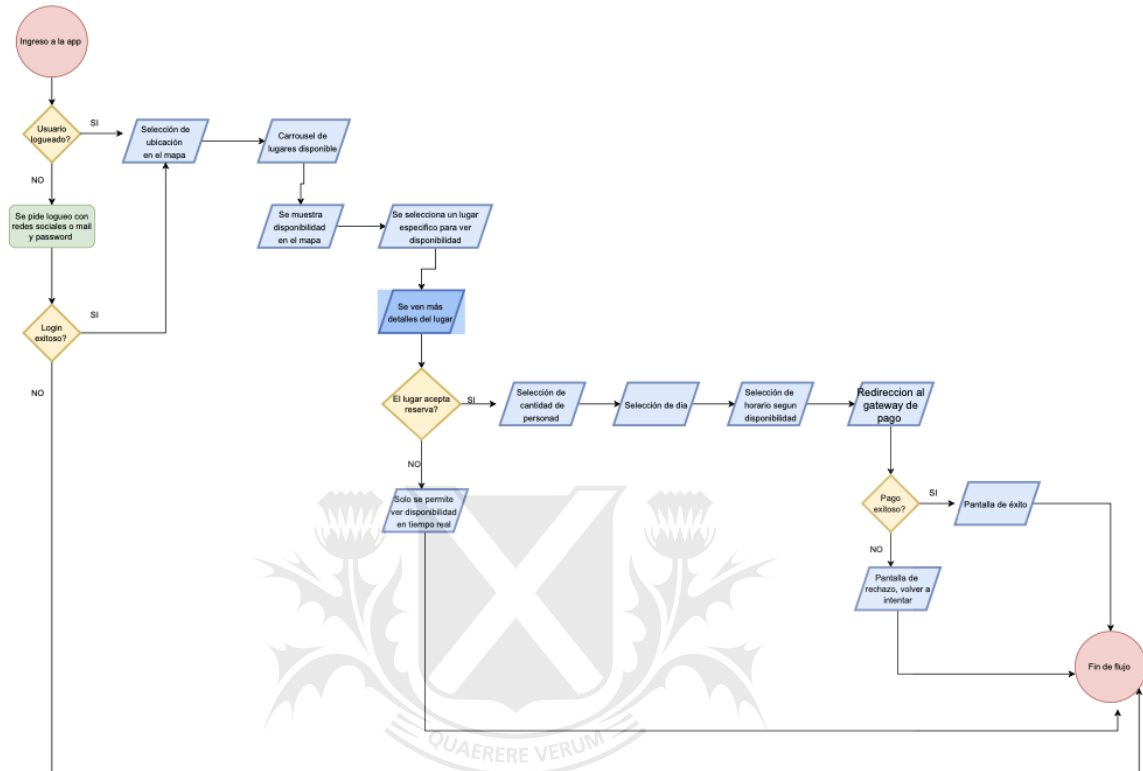 Ingreso a la app
Usuario
logueado?
SI
Selección de
ubicación
en el mapa
Carrousel de
lugares disponible
NO
Se pide logueo con
redes sociales o mail
y password
Se muestra
disponibilidad
en el mapa
Se selecciona un lugar
especifico para ver
disponibilidad
Se ven más
detalles del lugar
Login
exitoso?
SI
NO
El lugar acepta
reserva?
SI
Selección de
cantidad de
personad
Selección de dia
Selección de
horario segun
disponibilidad
Redireccion al
gateway de
pago
NO
Solo se permite
ver disponibilidad
en tiempo real
Pago
exitoso?
SI
Pantalla de éxito
NO
Pantalla de
rechazo, volver a
intentar
Fin de flujo
QUAERERE VERUM